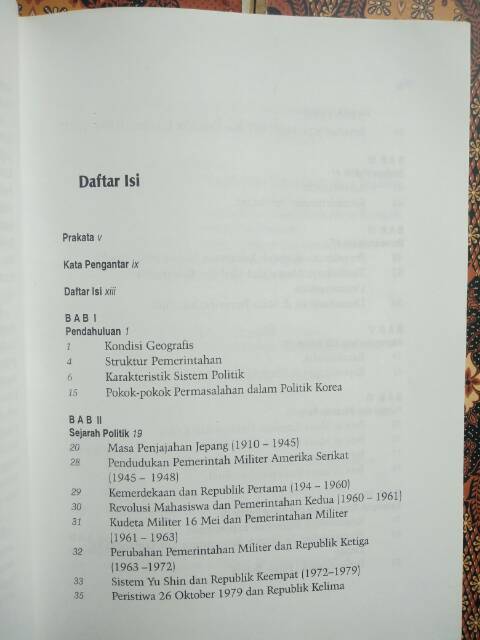 Daftar Isi
Prakata v
Kata Pengantar ix
Daftar Isi xiii
B A B I
Pendahuluan 1
1 Kondisi Geografis
4 Struktur Pemerintahan
6 Karakteristik Sistem Politik
15 Pokok-pokok Permasalahan dalam Politik Korea
B A B II
Sejarah Politik 19
20 Masa Penjajahan Jepang (1910 – 1945)
28 Pendudukan Pemerintah Militer Amerika Serikat
(1945 – 1948)
29 Kemerdekaan dan Republik Pertama (194 – 1960)
30 Revolusi Mahasiswa dan Pemerintahan Kedua (1960 – 1961)
31 Kudeta Militer 16 Mei dan Pemerintahan Militer
(1961 – 1963)
32 Perubahan Pemerintahan Militer dan Republik Ketiga
(1963 –1972)
33 Sistem Yu Shin dan Republik Keempat (1972–1979)
35 Peristiwa 26 Oktober 1979 dan Republik Kelima